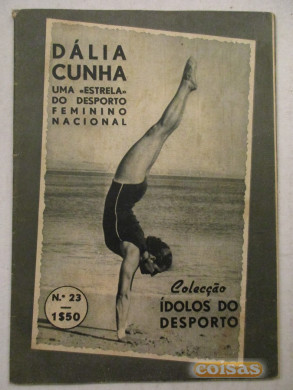 DÁLIA
CUNHA
UMA «ESTRELA»
DO DESPORTO
FEMININO
NACIONAL
N.º 23
1$50
Colecção
ÍDOLOS DO
DESPORTO
coisas